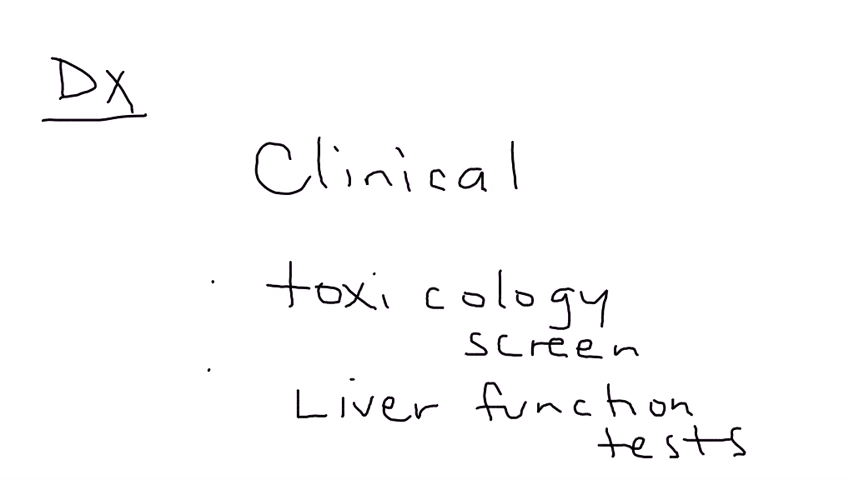 Dx
Clinical
toxicology
screen
Liver function
tests